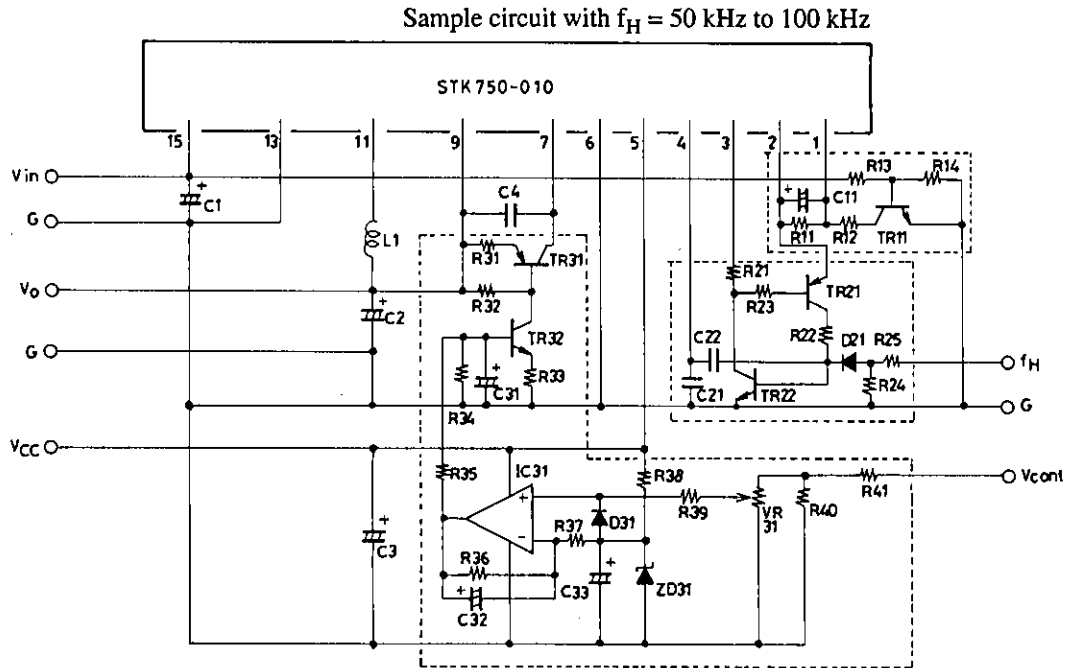 Sample circuit with fH = 50 kHz to 100 kHz
STK750-010
15 13 11 9 7 6 5 4 3 2 1
R13 R14
Vin
C1
C4
C11
G
R11 R12 TR11
L1
R31 TR31
R21
Vo
R32
R23 TR21
C2
TR32
C22
R22 D21 R25
fH
G
R33
R24
C31
C21
TR22
R34
G
VCC
R35 IC31
R38
R41 Vcont
+
R39 VR 31 R40
D31
C3
-
R37
R36
C33
ZD31
C32
+ + + + + + +